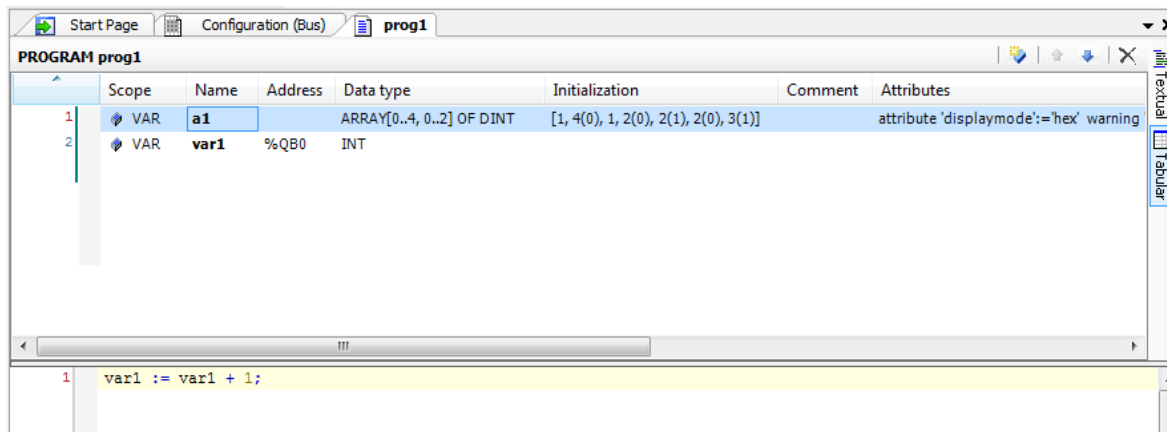 Start Page Configuration (Bus) prog1
PROGRAM prog1
Scope Name Address Data type Initialization Comment Attributes
1 VAR a1 ARRAY[0..4, 0..2] OF DINT [1, 4(0), 1, 2(0), 2(1), 2(0), 3(1)] attribute 'displaymode':='hex' warning '
2 VAR var1 %QB0 INT
Textual
Tabular
1 var1 := var1 + 1;